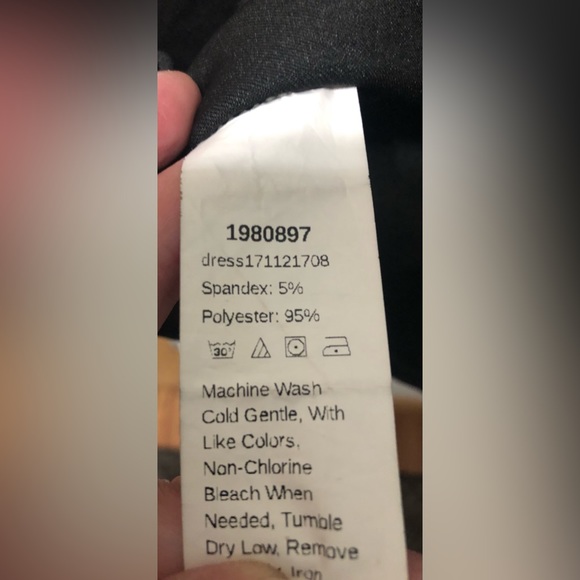 1980897
dress171121708
Spandex: 5%
Polyester: 95%
30°
Machine Wash
Cold Gentle, With
Like Colors,
Non-Chlorine
Bleach When
Needed, Tumble
Dry Low, Remove
Iron